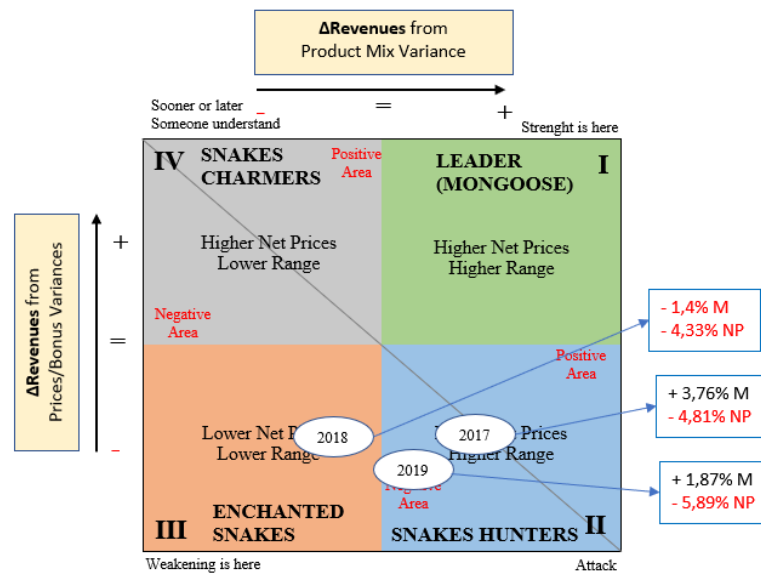 ΔRevenues from
Product Mix Variance
Sooner or later
Someone understand
-
=
+
Strenght is here
IV
SNAKES
CHARMERS
Positive
Area
LEADER
(MONGOOSE)
I
ΔRevenues from
Prices/Bonus Variances
+
=
-
Higher Net Prices
Lower Range
Higher Net Prices
Higher Range
Negative
Area
Positive
Area
- 1,4% M
- 4,33% NP
+ 3,76% M
- 4,81% NP
+ 1,87% M
- 5,89% NP
Lower Net
Lower Range
2018
2017
Prices
Higher Range
2019
Area
III
ENCHANTED
SNAKES
SNAKES HUNTERS
II
Weakening is here
Attack